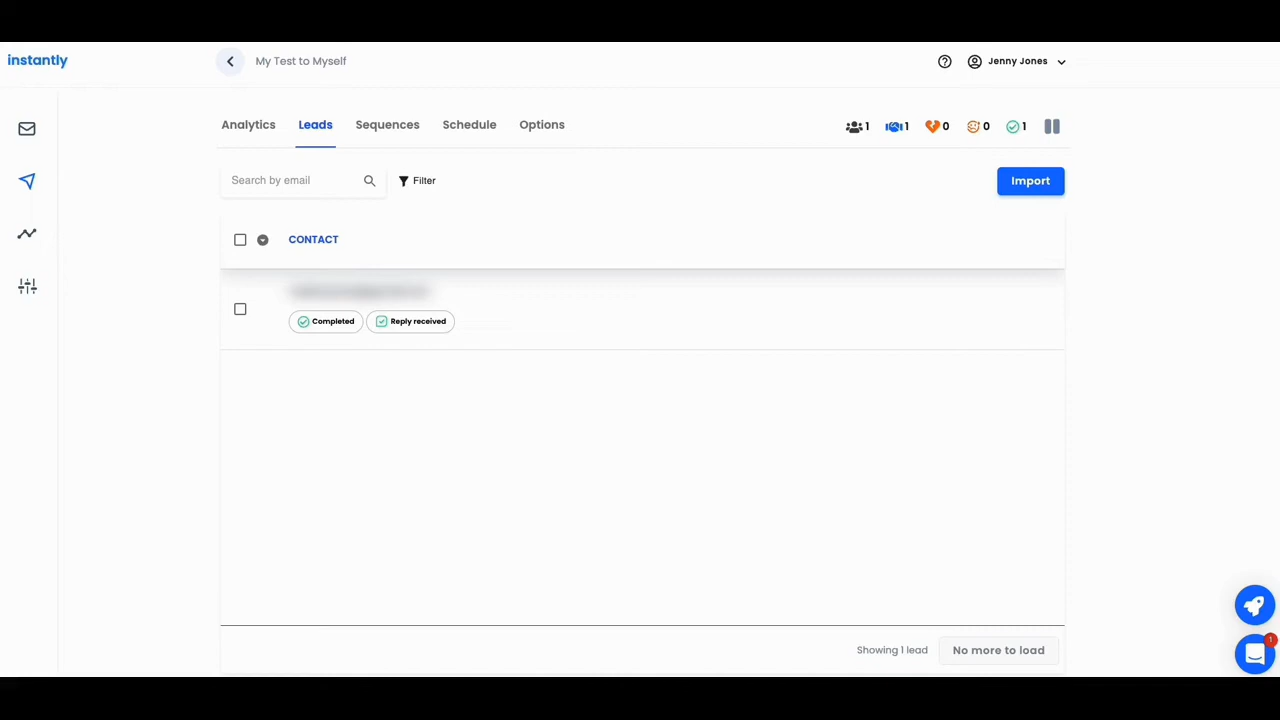 instantly
My Test to Myself
Jenny Jones
Analytics
Leads
Sequences
Schedule
Options
1
1
0
0
1
Search by email
Filter
Import
CONTACT
Completed
Reply received
Showing 1 lead
No more to load
1